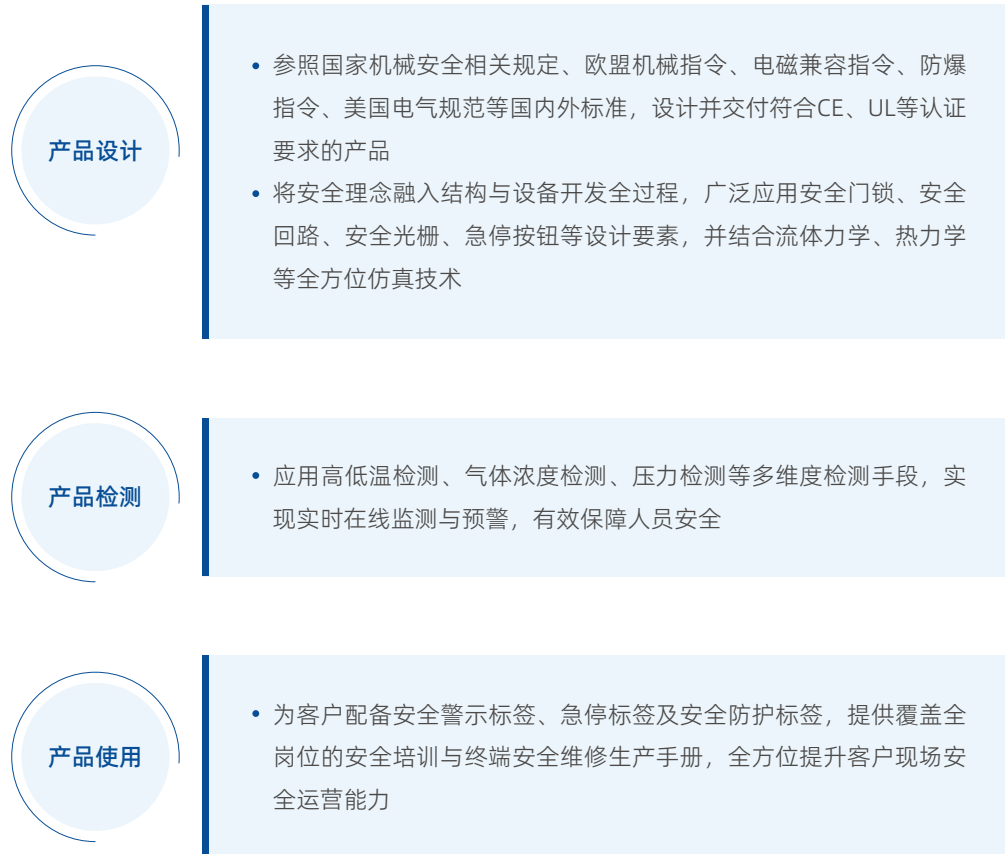 产品设计
• 参照国家机械安全相关规定、欧盟机械指令、电磁兼容指令、防爆
指令、美国电气规范等国内外标准，设计并交付符合CE、UL等认证
要求的产品
• 将安全理念融入结构与设备开发全过程，广泛应用安全门锁、安全
回路、安全光栅、急停按钮等设计要素，并结合流体力学、热力学
等全方位仿真技术
产品检测
• 应用高低温检测、气体浓度检测、压力检测等多维度检测手段，实
现实时在线监测与预警，有效保障人员安全
产品使用
• 为客户配备安全警示标签、急停标签及安全防护标签，提供覆盖全
岗位的安全培训与终端安全维修生产手册，全方位提升客户现场安
全运营能力